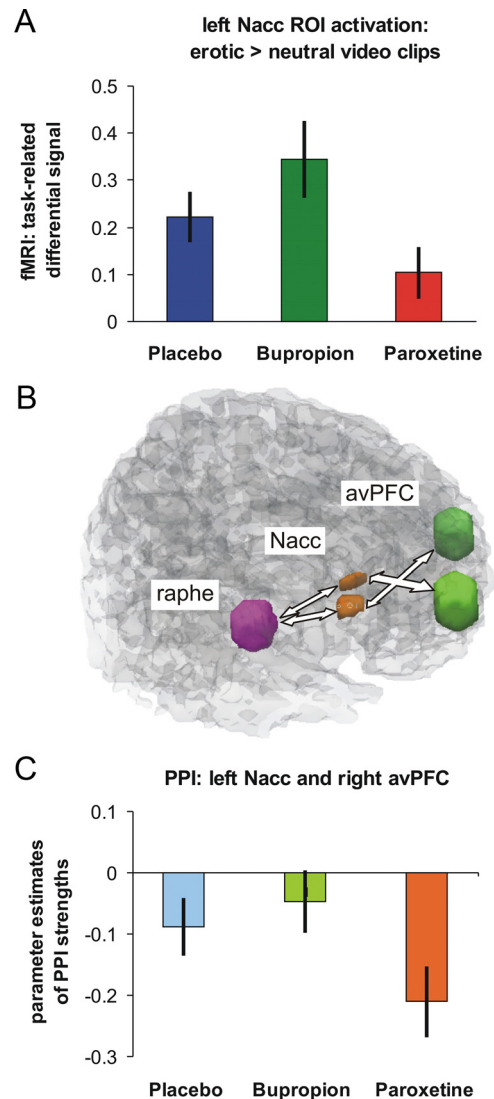 A
left Nacc ROI activation:
erotic > neutral video clips
fMRI: task-related
differential signal
0.5
0.4
0.3
0.2
0.1
0
Placebo Bupropion Paroxetine
B
avPFC
Nacc
raphe
C
PPI: left Nacc and right avPFC
parameter estimates
of PPI strengths
0.1
0
-0.1
-0.2
-0.3
Placebo Bupropion Paroxetine